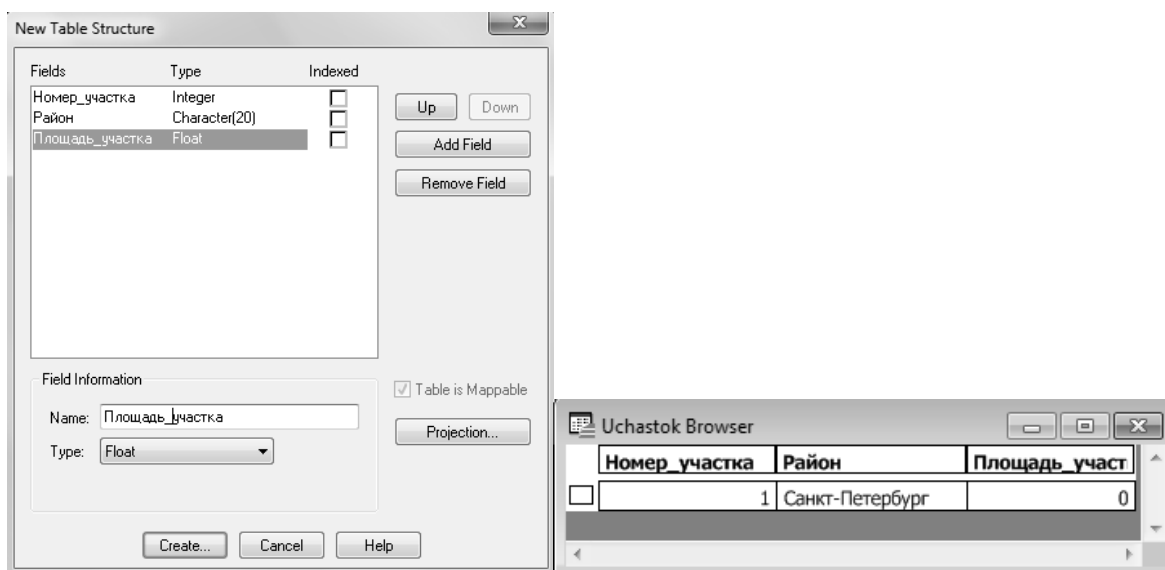 New Table Structure
Fields Type Indexed
Номер_участка Integer
Район Character(20)
Площадь_участка Float
Up Down
Add Field
Remove Field
Field Information
Name: Площадь_участка
Type: Float
Table is Mappable
Projection...
Create... Cancel Help
Uchastok Browser
Номер_участка Район Площадь_участ
1 Санкт-Петербург 0